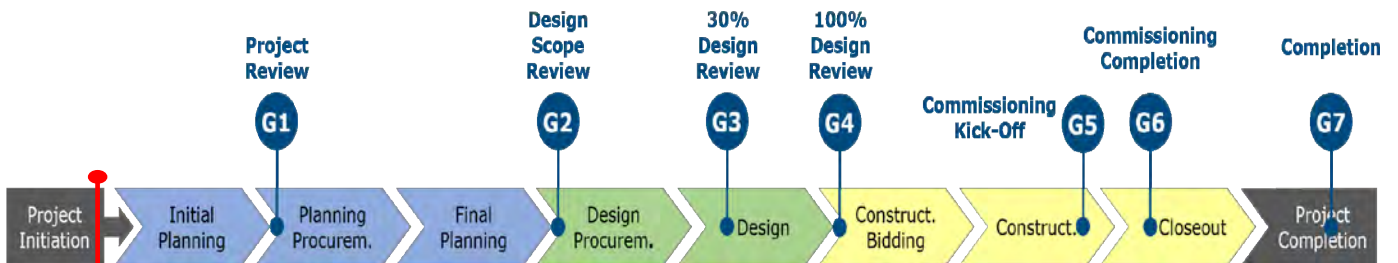 Project
Review
Design
Scope
Review
30%
Design
Review
100%
Design
Review
Commissioning
Kick-Off
Commissioning
Completion
Completion
G1
G2
G3
G4
G5
G6
G7
Project
Initiation
Initial
Planning
Planning
Procurem.
Final
Planning
Design
Procurem.
Design
Construct.
Bidding
Construct.
Closeout
Project
Completion